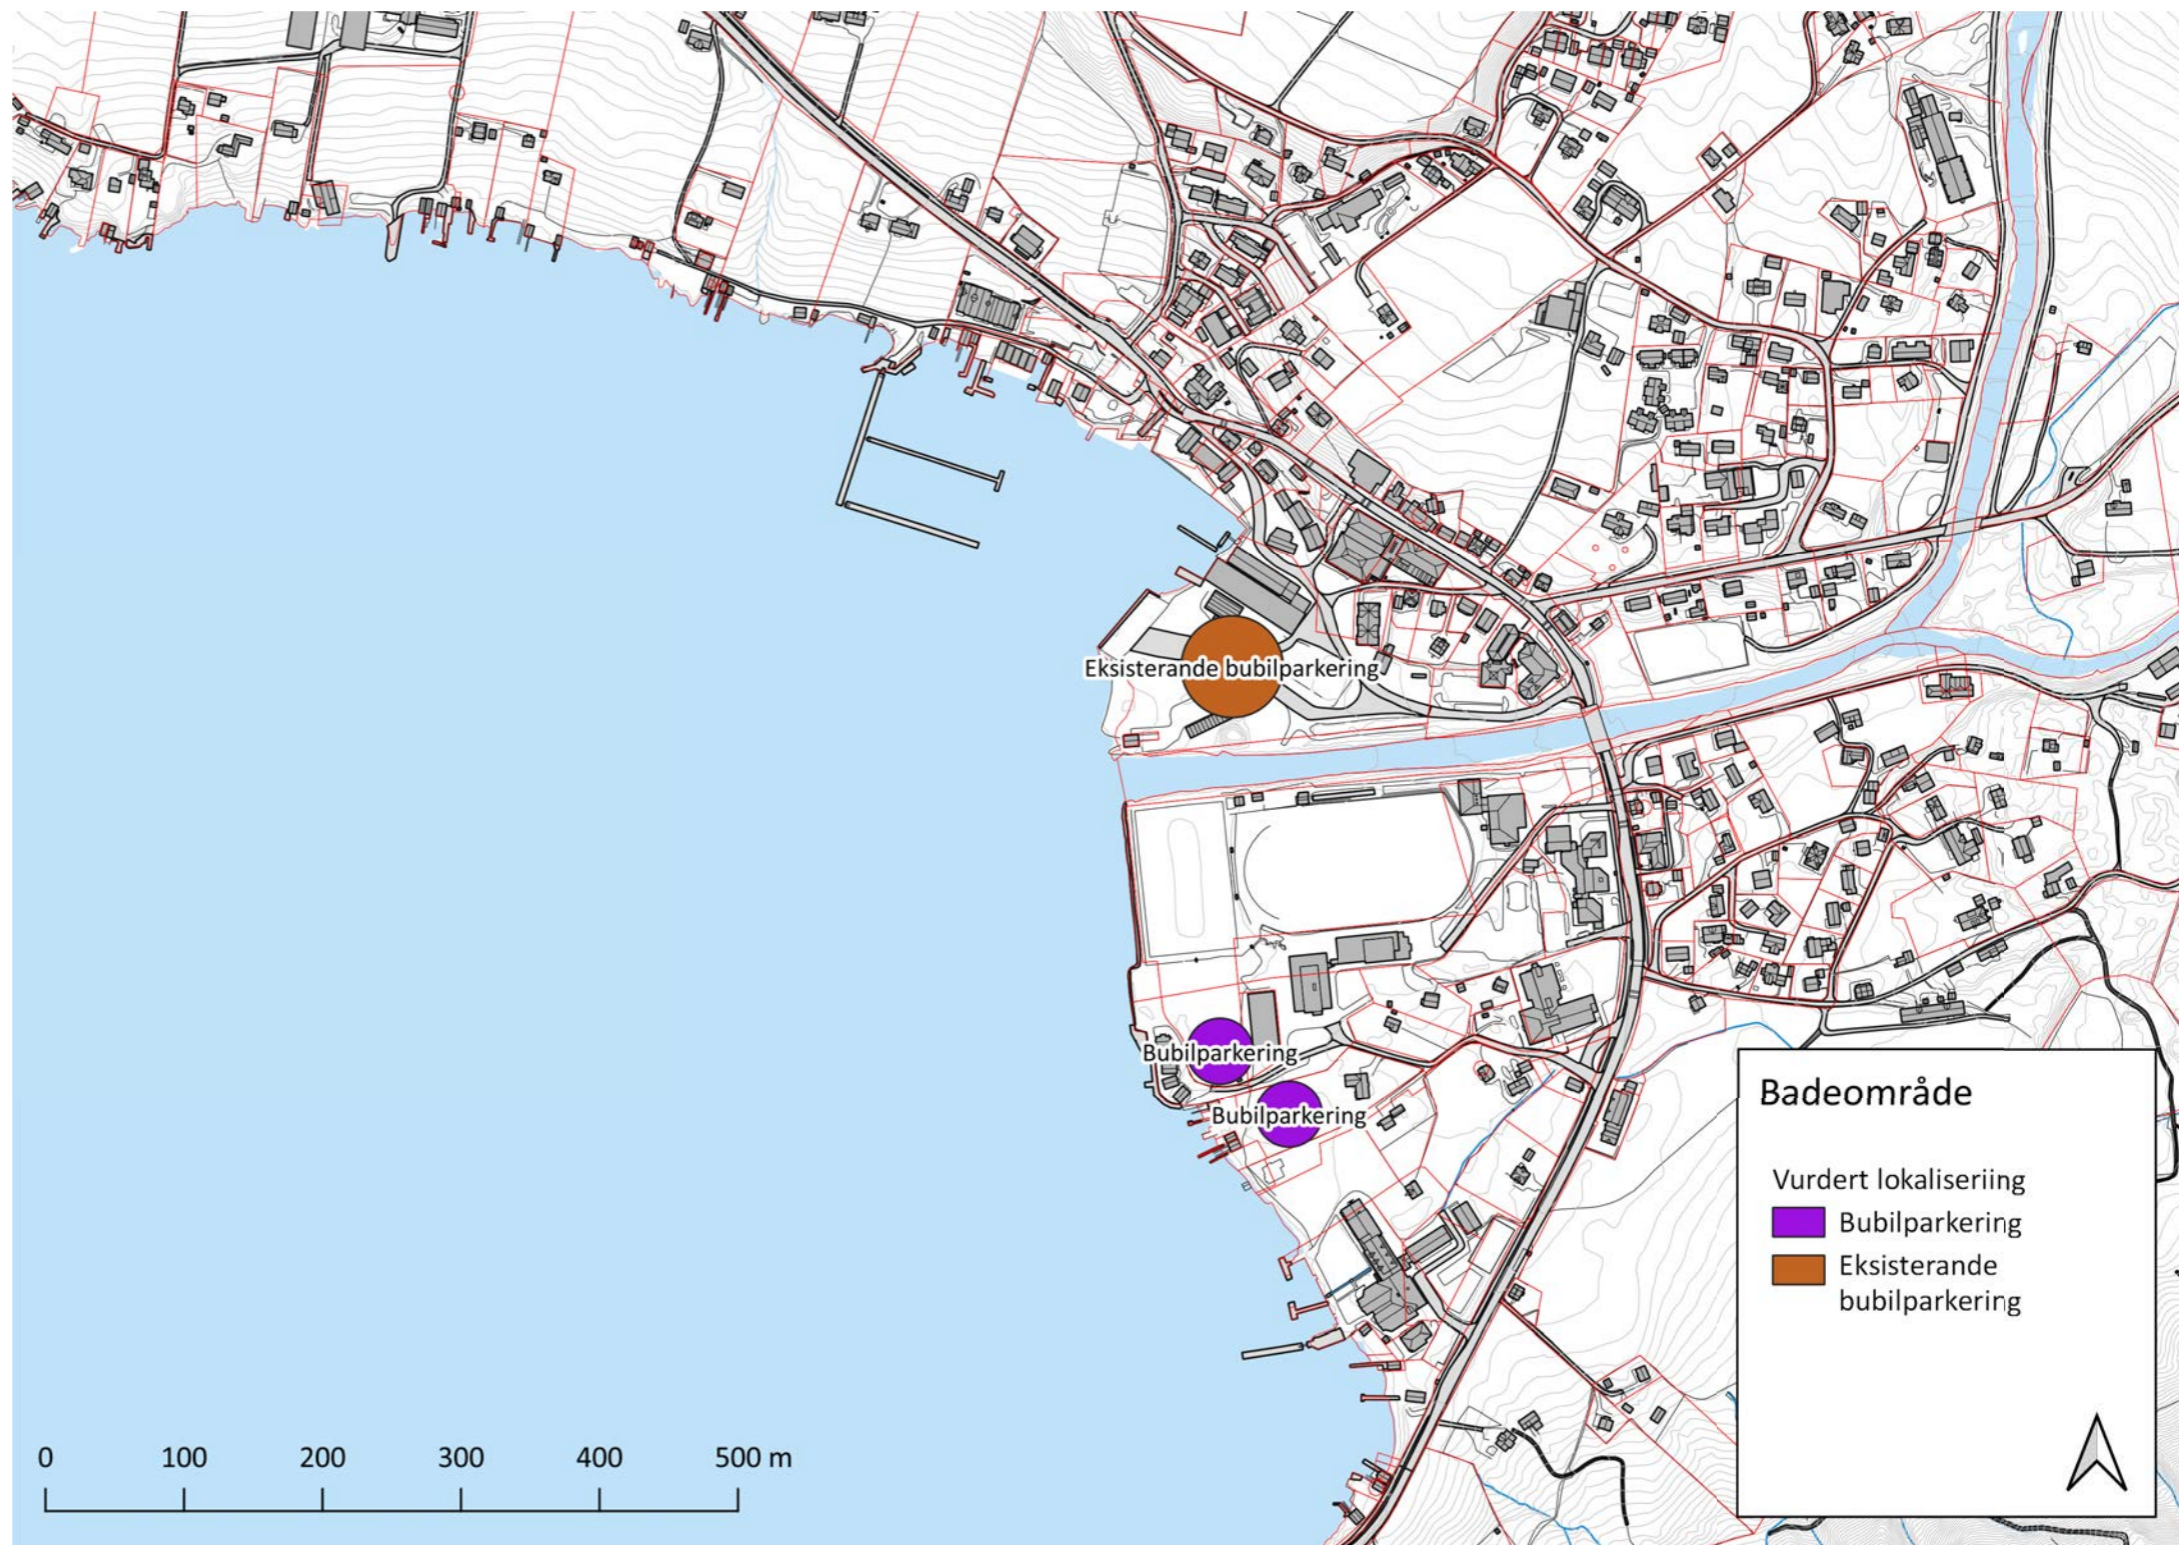 Eksisterande bubilparkering
Bubilparkering
Bubilparkering
Badeområde
Vurdert lokaliseriing
Bubilparkering
Eksisterande
bubilparkering
0 100 200 300 400 500 m